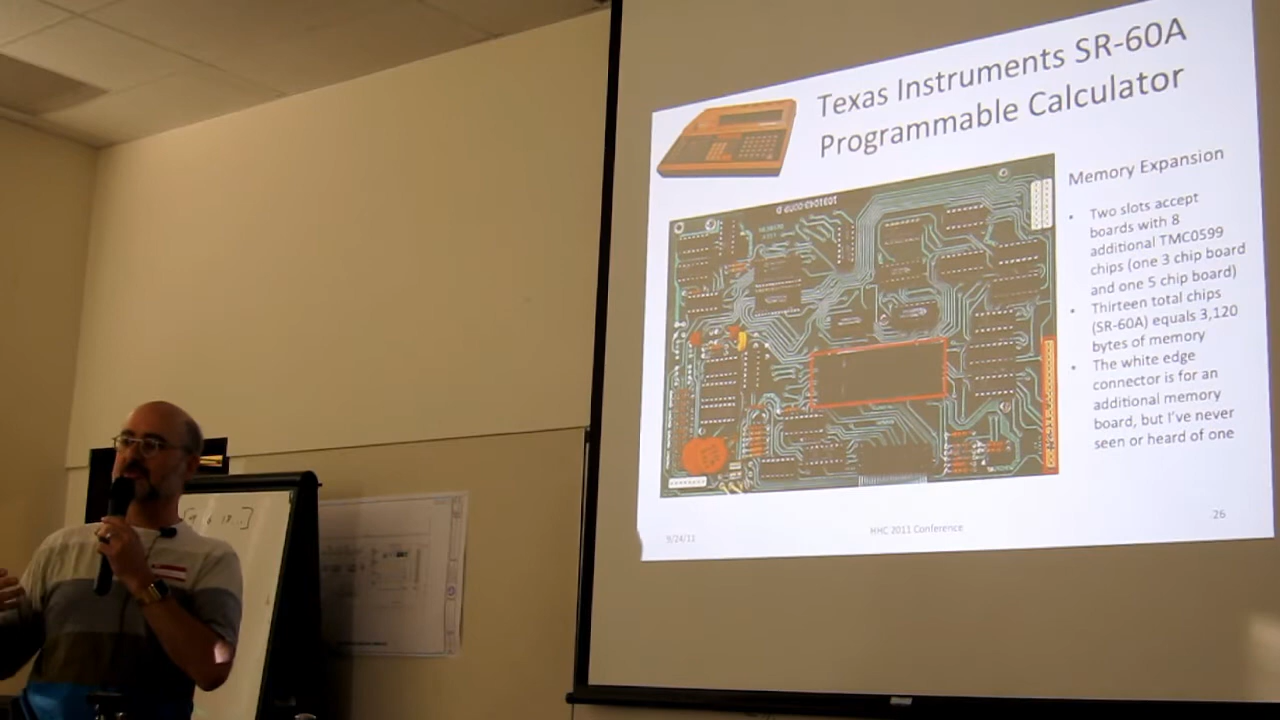 Texas Instruments SR-60A
Programmable Calculator
Memory Expansion
• Two slots accept
boards with 8
additional TMC0599
chips (one 3 chip board
and one 5 chip board)
• Thirteen total chips
(SR-60A) equals 3,120
bytes of memory
• The white edge
connector is for an
additional memory
board, but I've never
seen or heard of one
9/24/11
HHC 2011 Conference
26